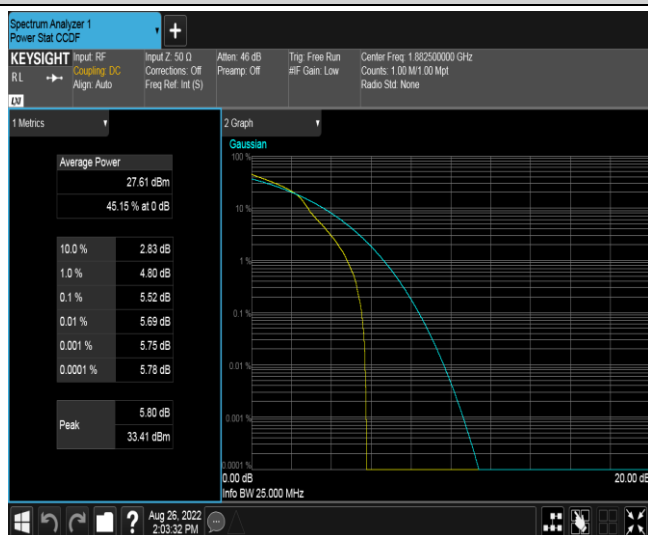 Spectrum Analyzer 1
Power Stat CCDF
+
KEYSIGHT
RL
LXI
Input: RF
Coupling: DC
Align: Auto
Input Z: 50 Ω
Corrections: Off
Freq Ref: Int (S)
Atten: 46 dB
Preamp: Off
Trig: Free Run
#IF Gain: Low
Center Freq: 1.882500000 GHz
Counts: 1.00 M/1.00 Mpt
Radio Std: None
1 Metrics
Average Power
27.61 dBm
45.15 % at 0 dB
10.0 % 2.83 dB
1.0 % 4.80 dB
0.1 % 5.52 dB
0.01 % 5.69 dB
0.001 % 5.75 dB
0.0001 % 5.78 dB
Peak
5.80 dB
33.41 dBm
2 Graph
Gaussian
100 %
10 %
1 %
0.1 %
0.01 %
0.001 %
0.0001 %
0.00 dB 20.00 dB
Info BW 25.000 MHz
?
Aug 26, 2022
2:03:32 PM